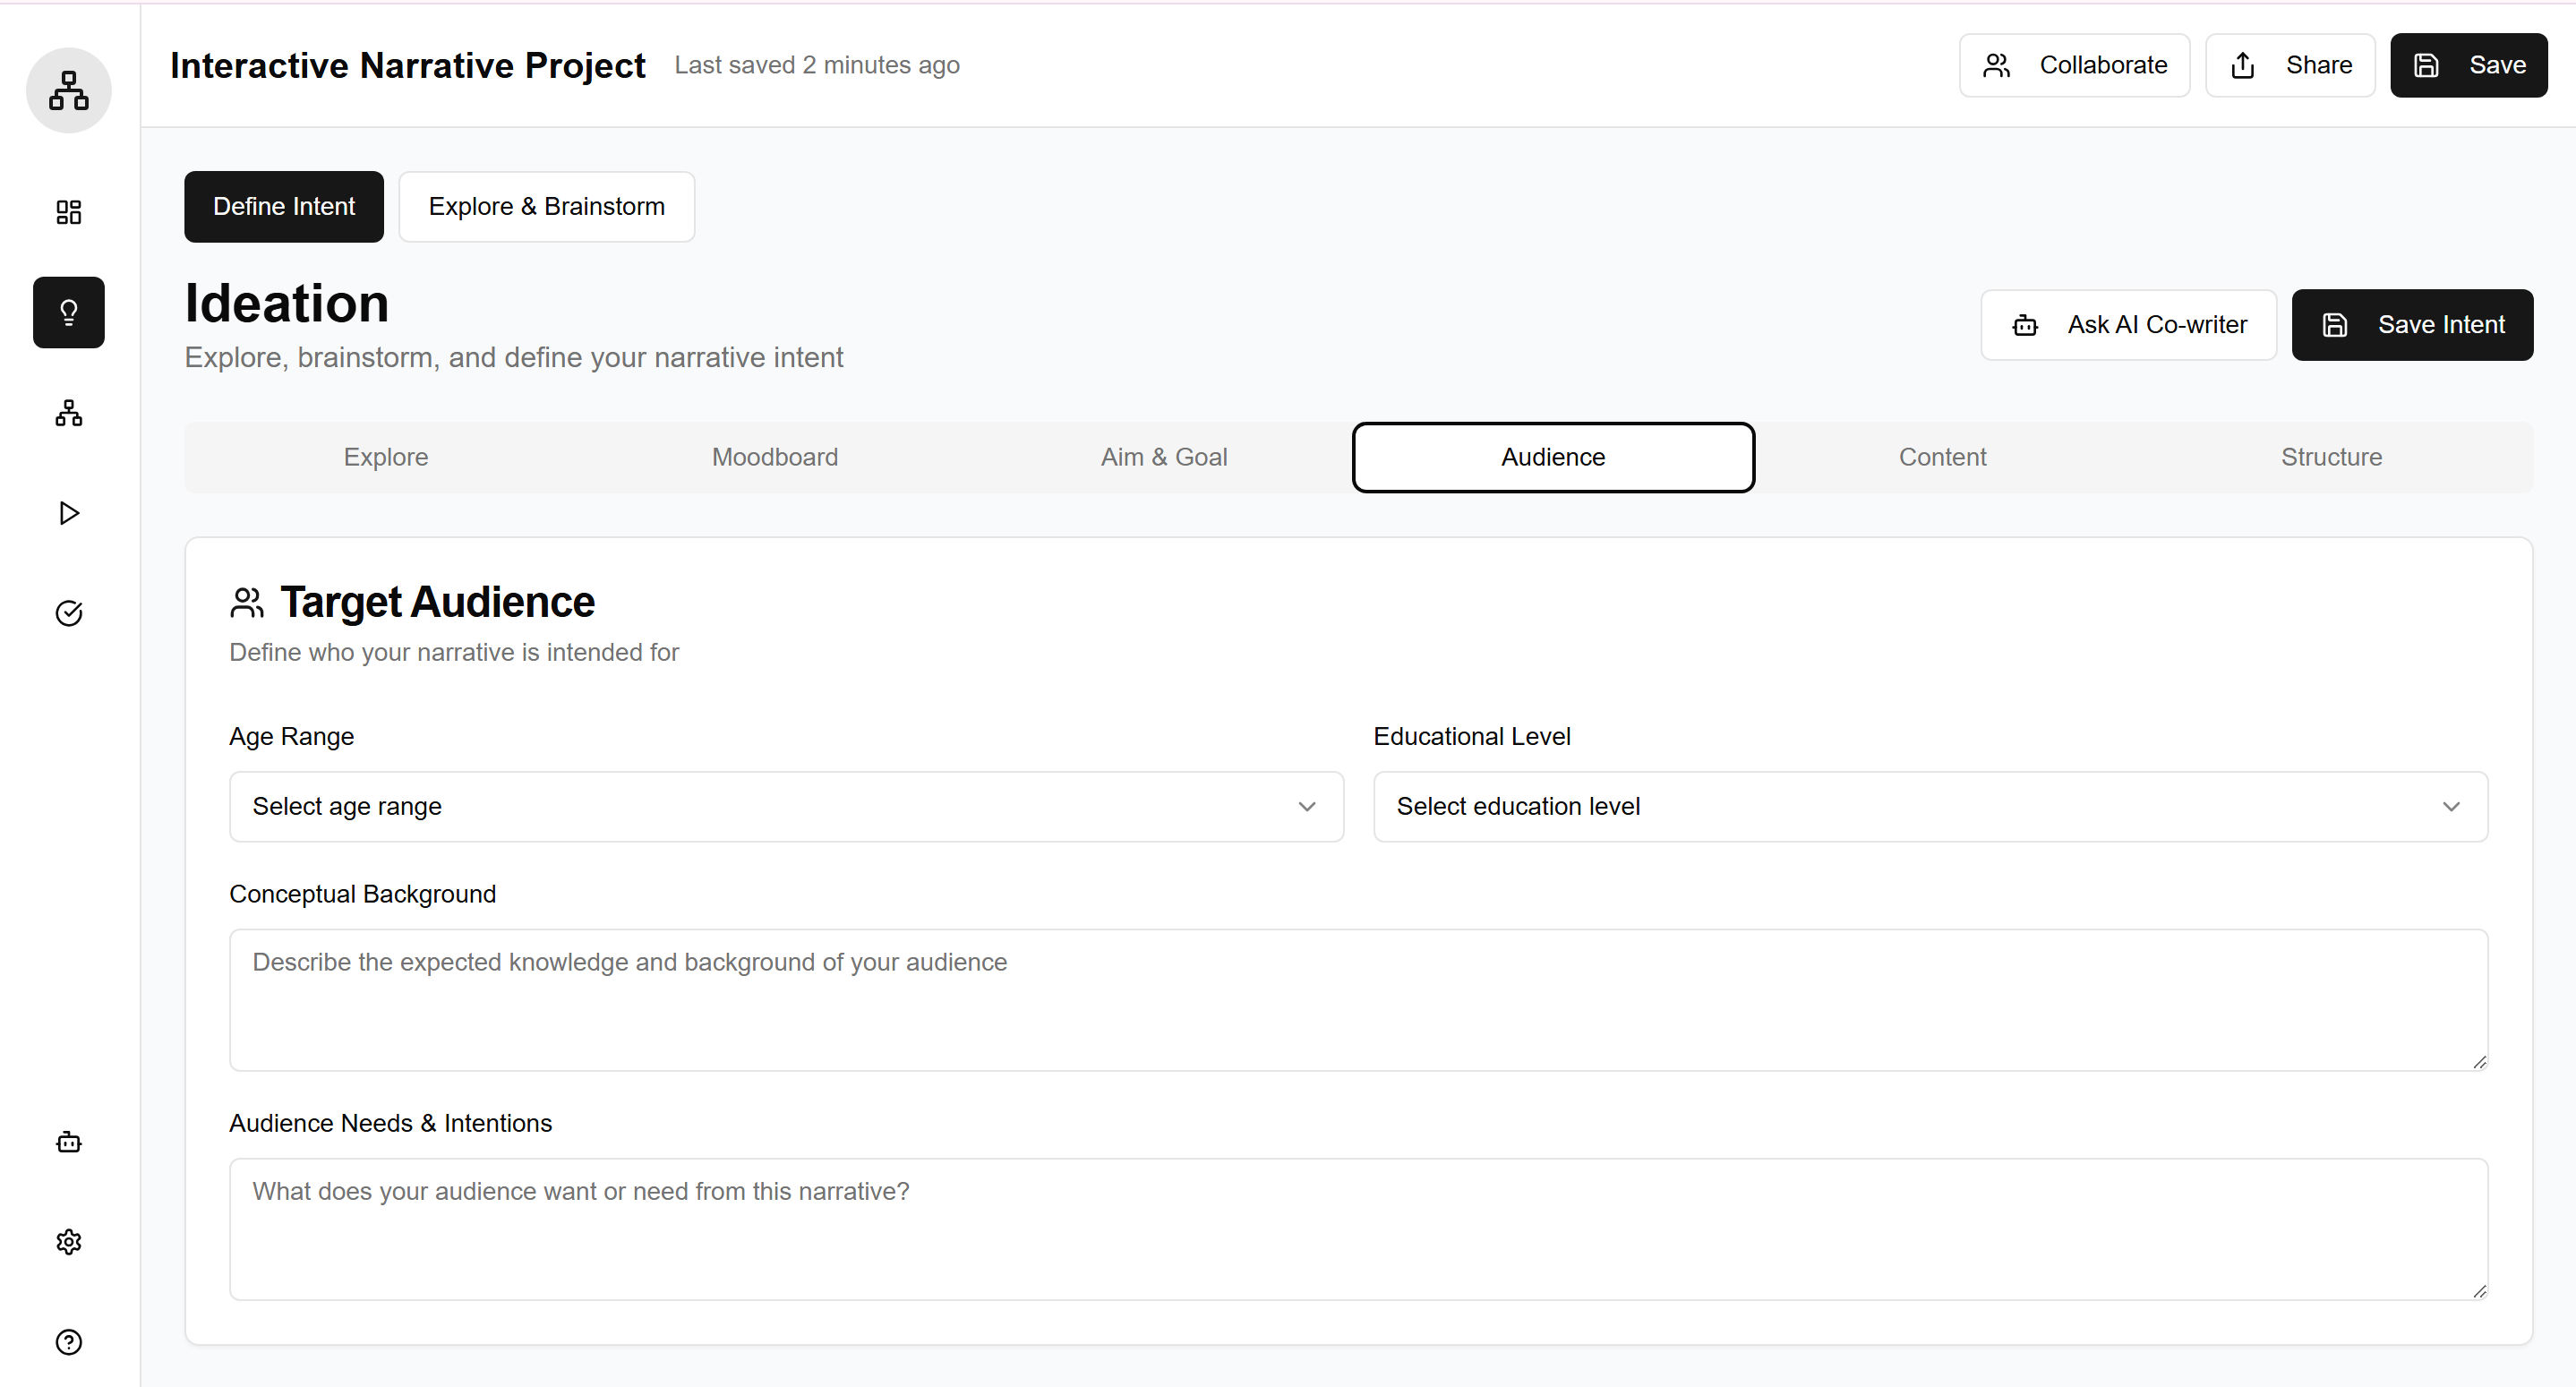 Interactive Narrative Project
Last saved 2 minutes ago
Collaborate
Share
Save
Define Intent
Explore & Brainstorm
Ideation
Explore, brainstorm, and define your narrative intent
Ask AI Co-writer
Save Intent
Explore
Moodboard
Aim & Goal
Audience
Content
Structure
Target Audience
Define who your narrative is intended for
Age Range
Educational Level
Select age range
Select education level
Conceptual Background
Describe the expected knowledge and background of your audience
Audience Needs & Intentions
What does your audience want or need from this narrative?